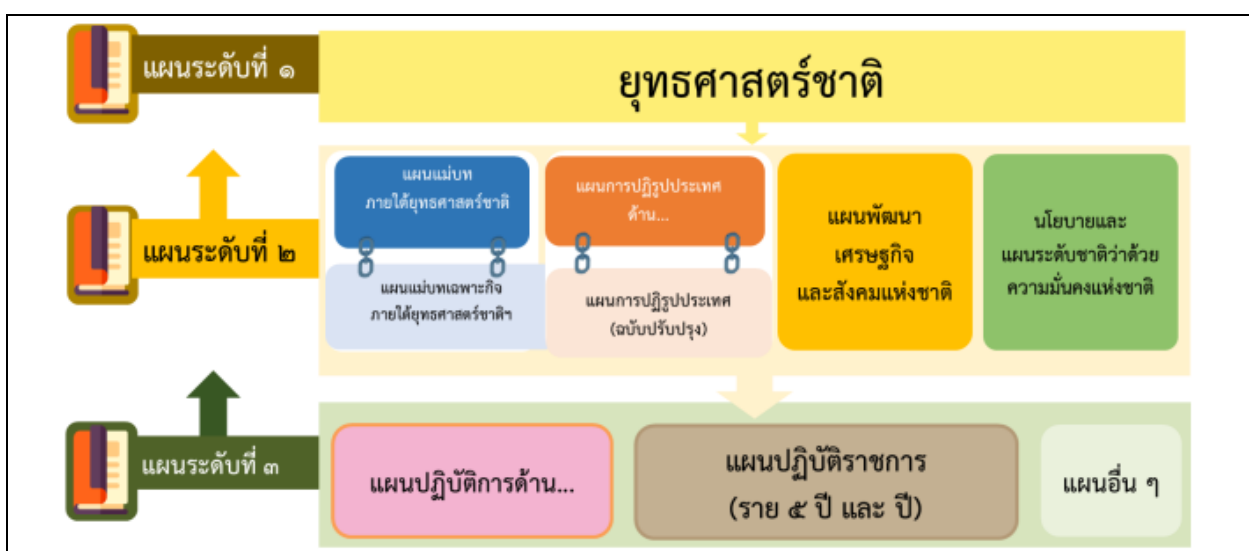 แผนระดับที่ ๑
ยุทธศาสตร์ชาติ
แผนระดับที่ ๒
แผนแม่บท
ภายใต้ยุทธศาสตร์ชาติ
แผนแม่บทเฉพาะกิจ
ภายใต้ยุทธศาสตร์ชาติฯ
แผนการปฏิรูปประเทศ
ด้าน...
แผนการปฏิรูปประเทศ
(ฉบับปรับปรุง)
แผนพัฒนา
เศรษฐกิจ
และสังคมแห่งชาติ
นโยบายและ
แผนระดับชาติว่าด้วย
ความมั่นคงแห่งชาติ
แผนระดับที่ ๓
แผนปฏิบัติการด้าน...
แผนปฏิบัติราชการ
(ราย ๕ ปี และ ปี)
แผนอื่น ๆ